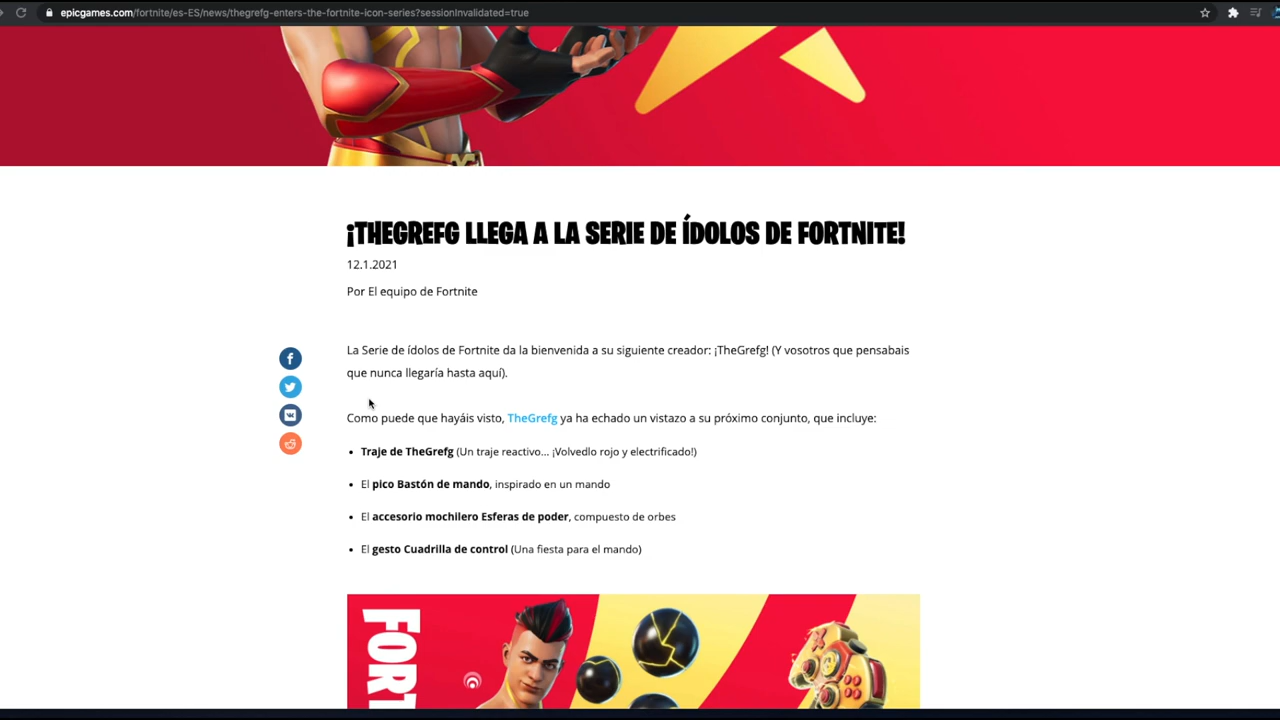 epicgames.com/fortnite/es-ES/news/thegrefg-enters-the-fortnite-icon-series?sessionInvalidated=true
¡THEGREFG LLEGA A LA SERIE DE ÍDOLOS DE FORTNITE!
12.1.2021
Por El equipo de Fortnite
La Serie de ídolos de Fortnite da la bienvenida a su siguiente creador: ¡TheGrefg! (Y vosotros que pensabais
que nunca llegaría hasta aquí).
Como puede que hayáis visto, TheGrefg ya ha echado un vistazo a su próximo conjunto, que incluye:
• Traje de TheGrefg (Un traje reactivo... ¡Volvedlo rojo y electrificado!)
• El pico Bastón de mando, inspirado en un mando
• El accesorio mochilero Esferas de poder, compuesto de orbes
• El gesto Cuadrilla de control (Una fiesta para el mando)